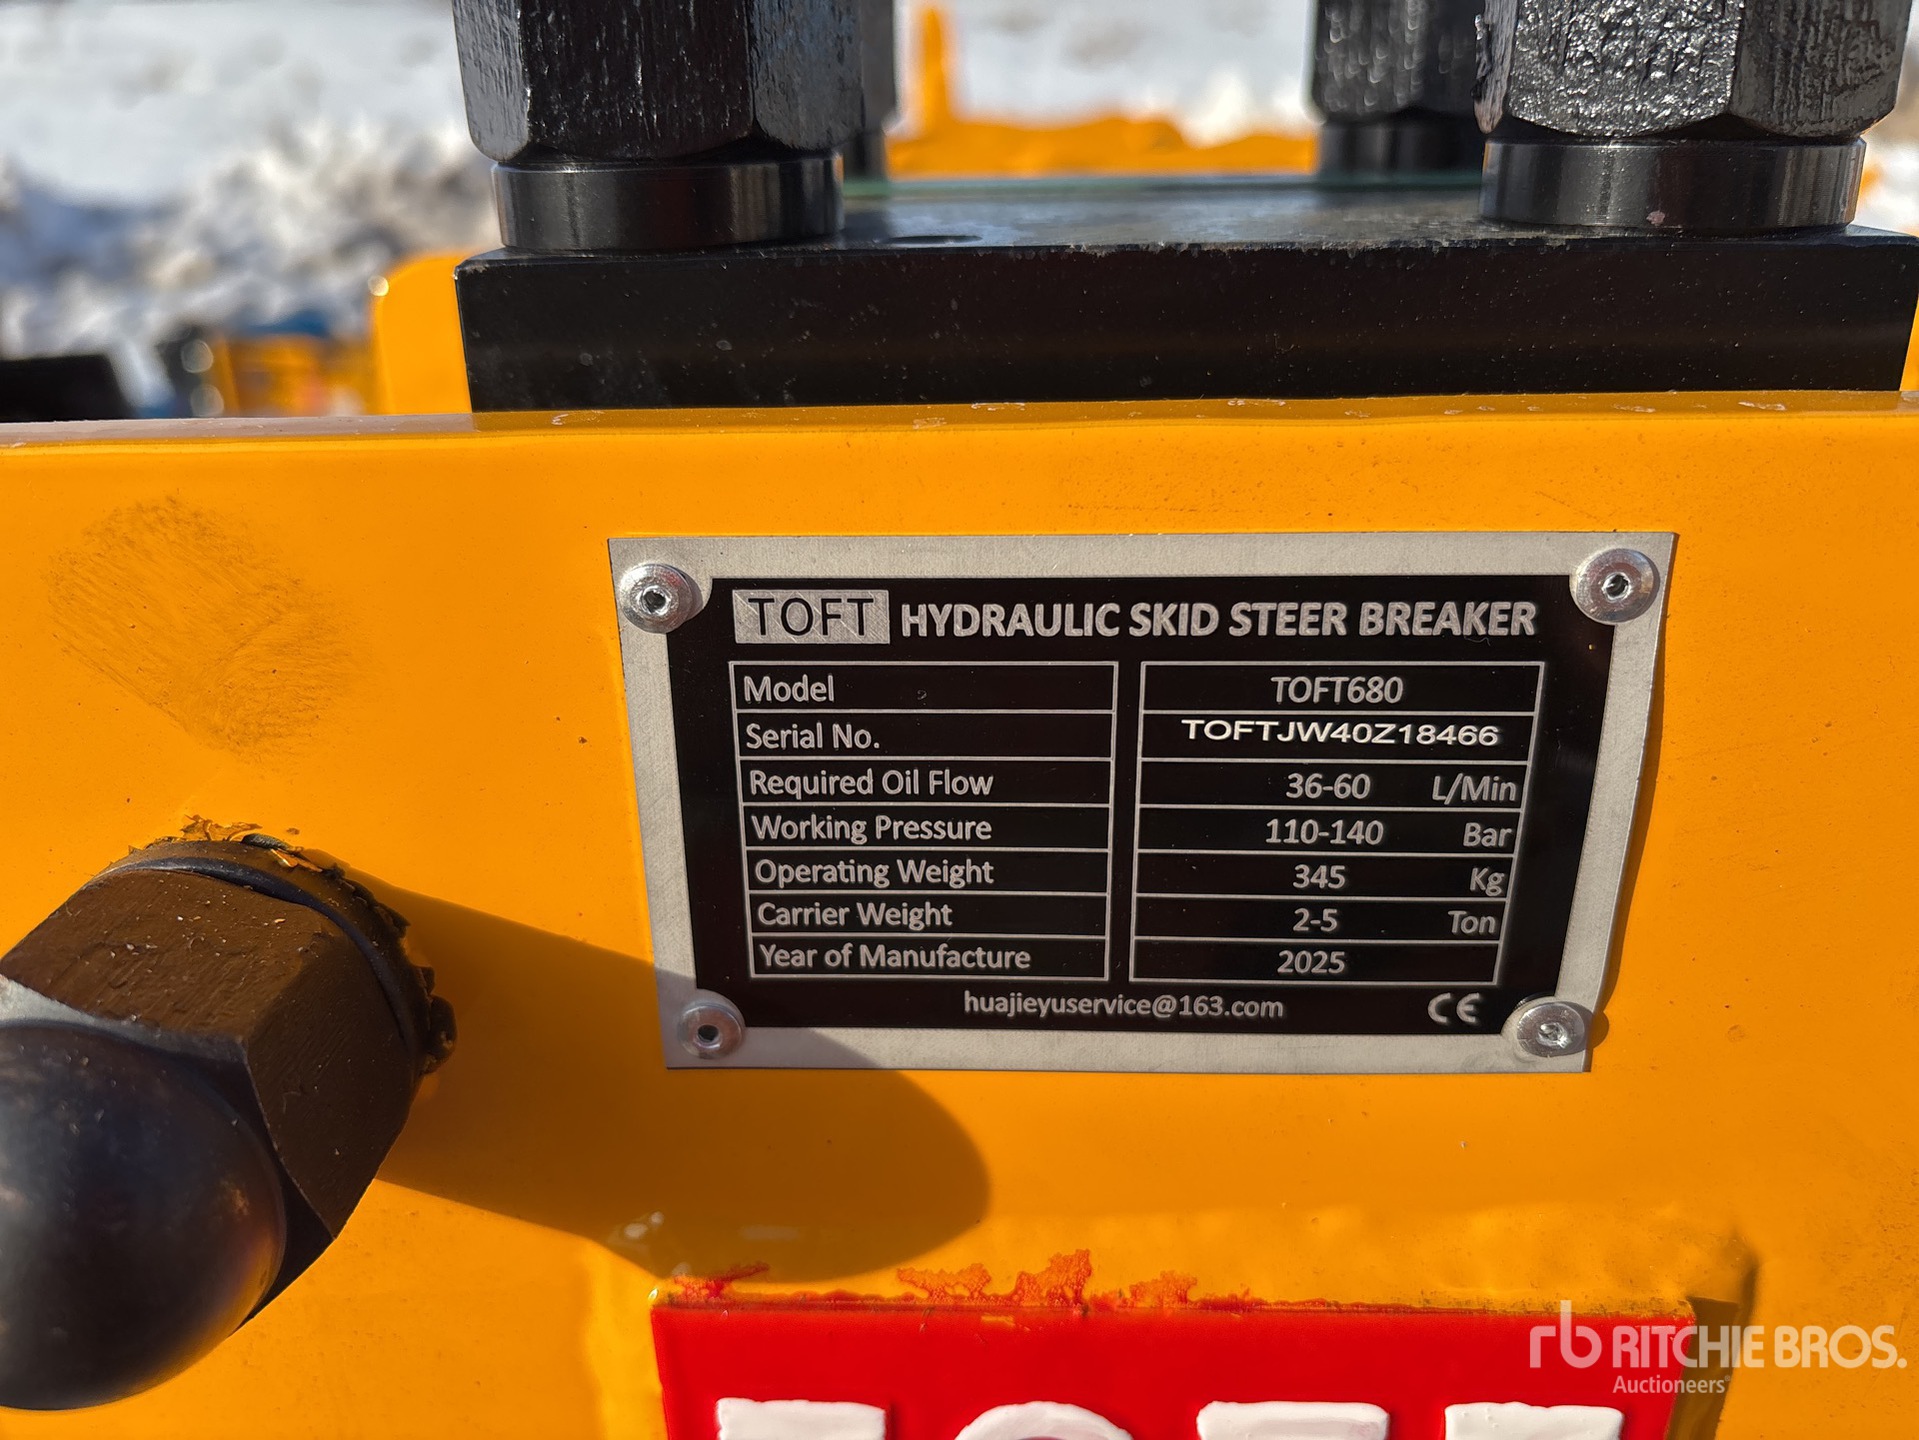 TOFT HYDRAULIC SKID STEER BREAKER
Model TOFT680
Serial No. TOFTJW40Z18466
Required Oil Flow 36-60 L/Min
Working Pressure 110-140 Bar
Operating Weight 345 Kg
Carrier Weight 2-5 Ton
Year of Manufacture 2025
huajieyuservice@163.com CE
rb RITCHIE BROS.
Auctioneers